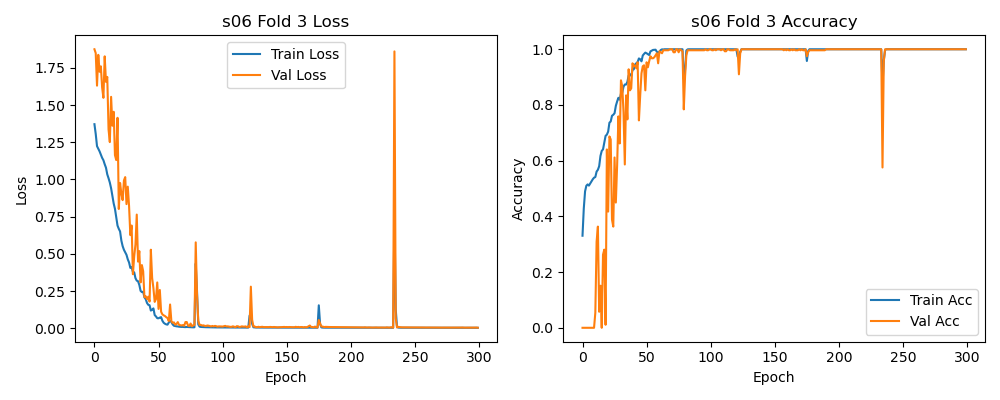 s06 Fold 3 Loss
Train Loss
Val Loss
1.75
1.50
1.25
1.00
0.75
0.50
0.25
0.00
Loss
0 50 100 150 200 250 300
Epoch
s06 Fold 3 Accuracy
1.0
0.8
0.6
0.4
0.2
0.0
Accuracy
Train Acc
Val Acc
0 50 100 150 200 250 300
Epoch